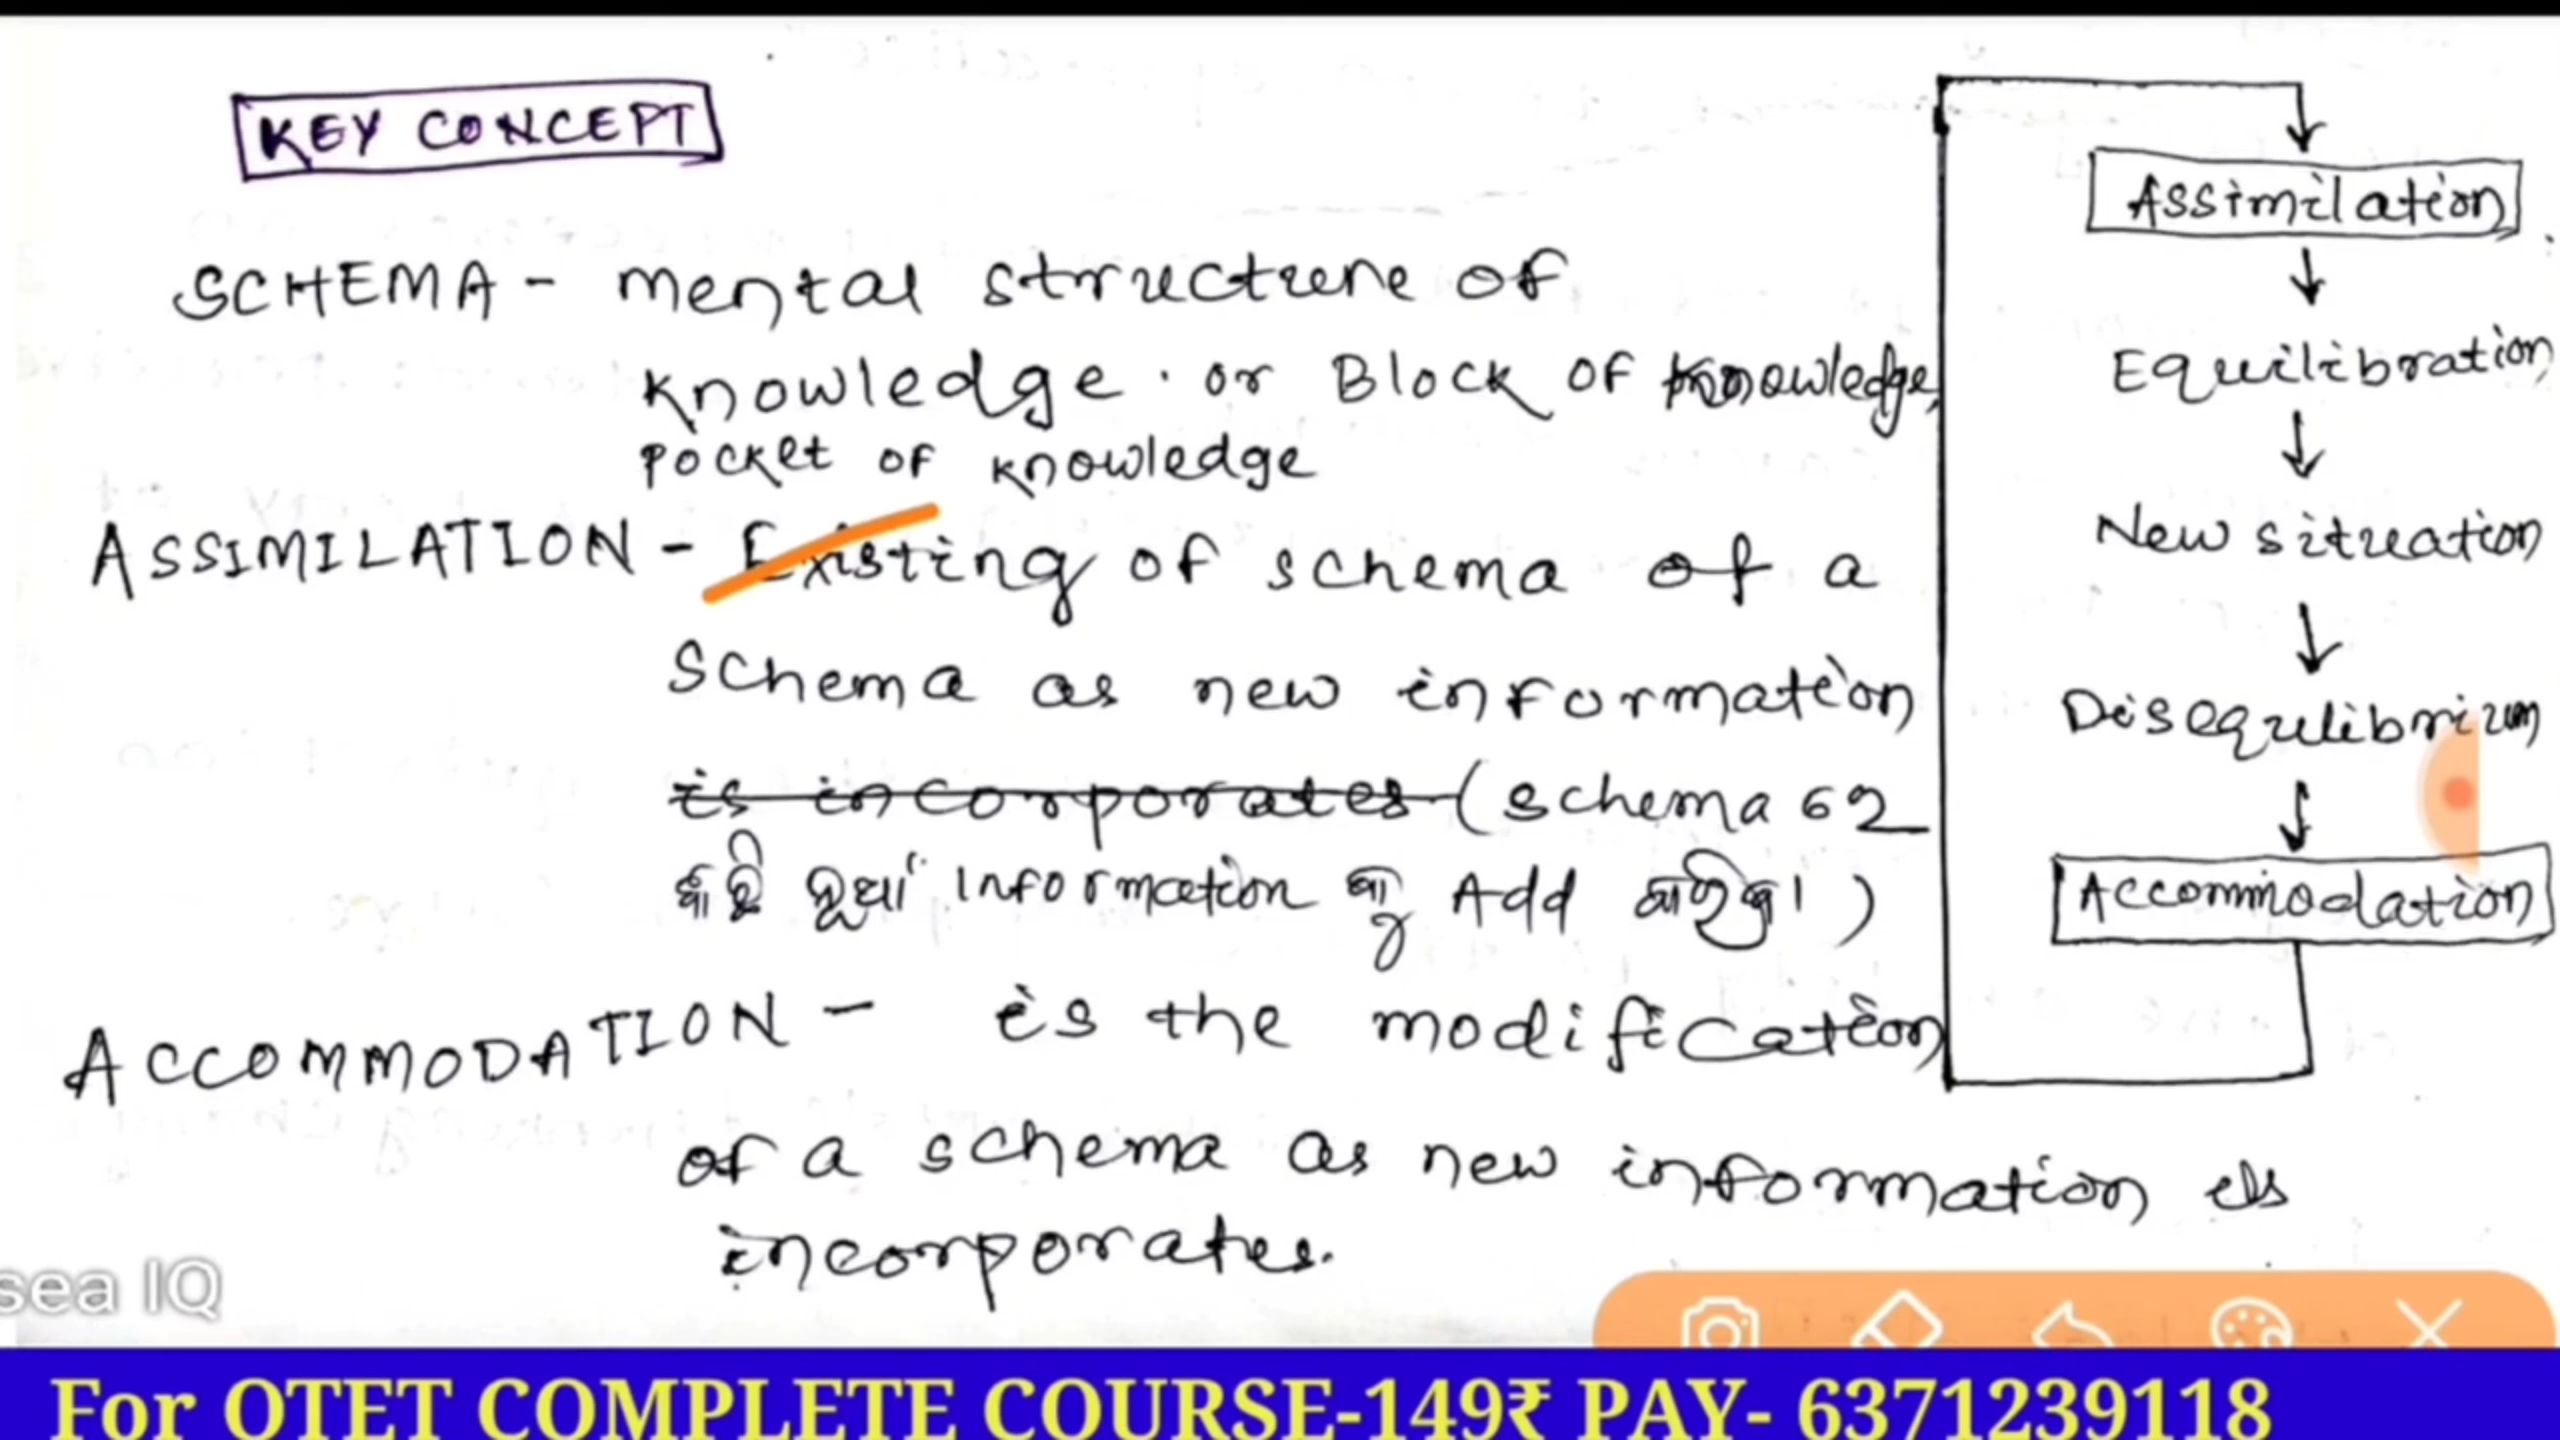 KEY CONCEPT
SCHEMA - mental structure of
knowledge. or Block of knowledge,
pocket of knowledge
ASSIMILATION - Existing of schema of a
schema as new information
is incorporates (schema
ନୂଆ information କୁ Add
ACCOMMODATION - is the modification
of a schema as new information is
incorporates.
Assimilation
Equilibration
New situation
Disequlibrium
Accommodation
sea IQ
For OTET COMPLETE COURSE-149₹ PAY- 6371239118